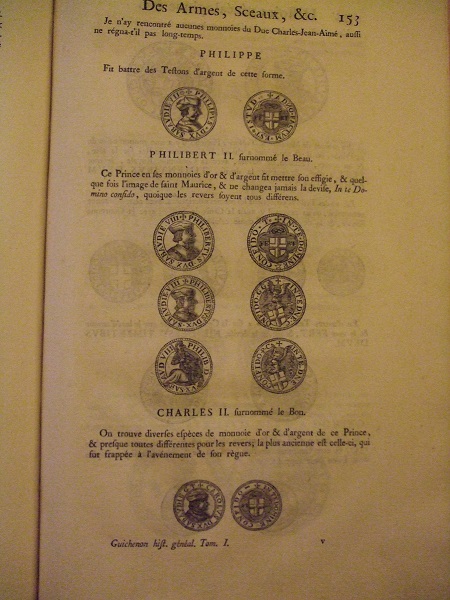 Des Armes, Sceaux, &c. 153
Je n'ay rencontré aucunes monnoies du Duc Charles-Jean-Aimé, aussi
ne régna-t'il pas long-temps.
PHILIPPE
Fit battre des Testons d'argent de cette forme.
PHILIBERT II. surnommé le Beau.
Ce Prince en ses monnoies d'or & d'argent fit mettre son effigie, & quel-
que fois l'image de saint Maurice, & ne changea jamais la devise, In te Do-
mino confido, quoique les revers soyent tous différens.
CHARLES II. surnommé le Bon.
On trouve diverses espèces de monnoie d'or & d'argent de ce Prince,
& presque toutes différentes pour les revers; la plus ancienne est celle-ci, qui
fut frappée à l'avénement de son règne.
Guichenon hist. généal. Tom. I. v